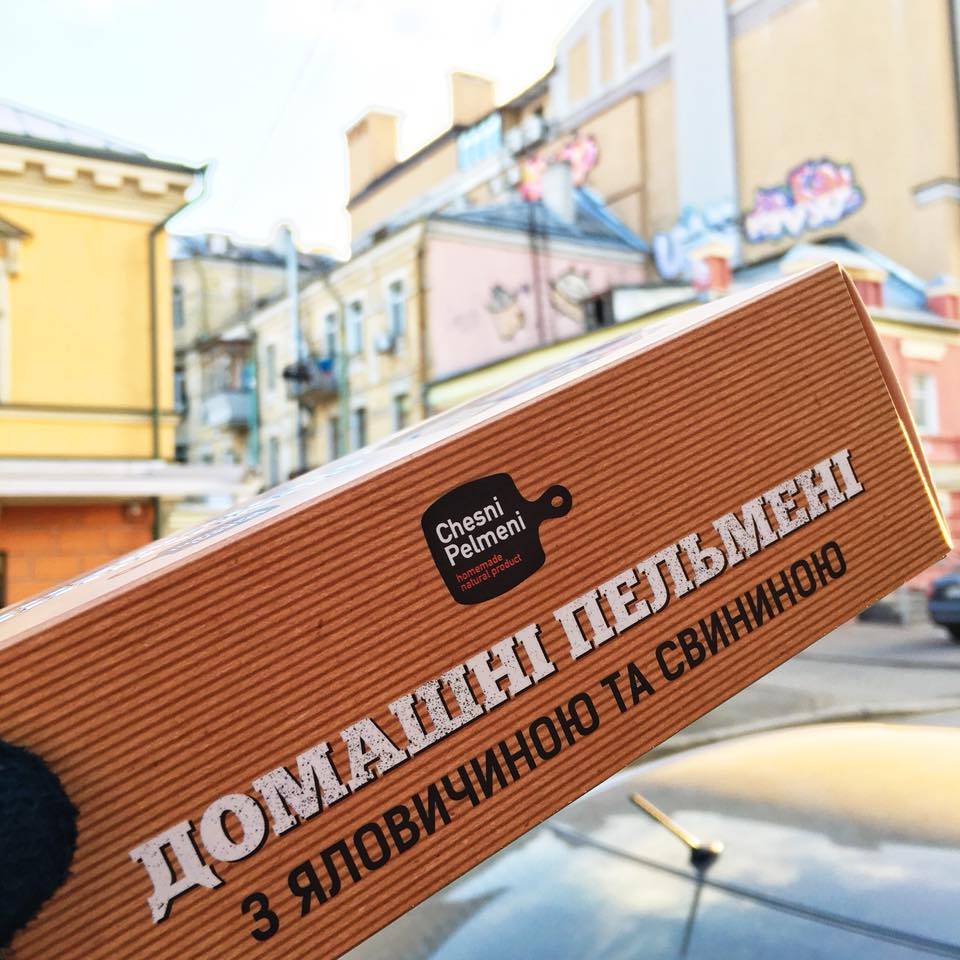 Chesni
Pelmeni
homemade
natural product
ДОМАШНІ ПЕЛЬМЕНІ
З ЯЛОВИЧИНОЮ ТА СВИНИНОЮ